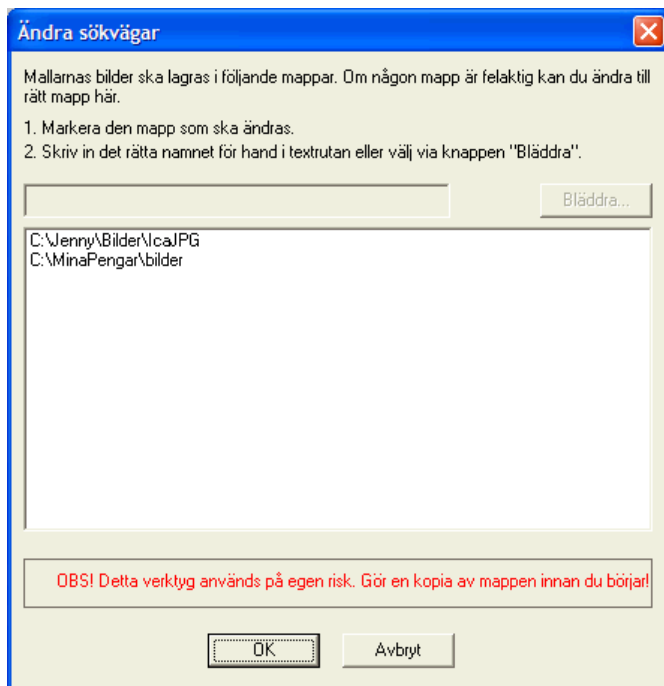 Ändra sökvägar
Mallarnas bilder ska lagras i följande mappar. Om någon mapp är felaktig kan du ändra till
rätt mapp här.
1. Markera den mapp som ska ändras.
2. Skriv in det rätta namnet för hand i textrutan eller välj via knappen "Bläddra".
Bläddra...
C:\Jenny\Bilder\IcaJPG
C:\MinaPengar\bilder
OBS! Detta verktyg används på egen risk. Gör en kopia av mappen innan du börjar!
OK
Avbryt